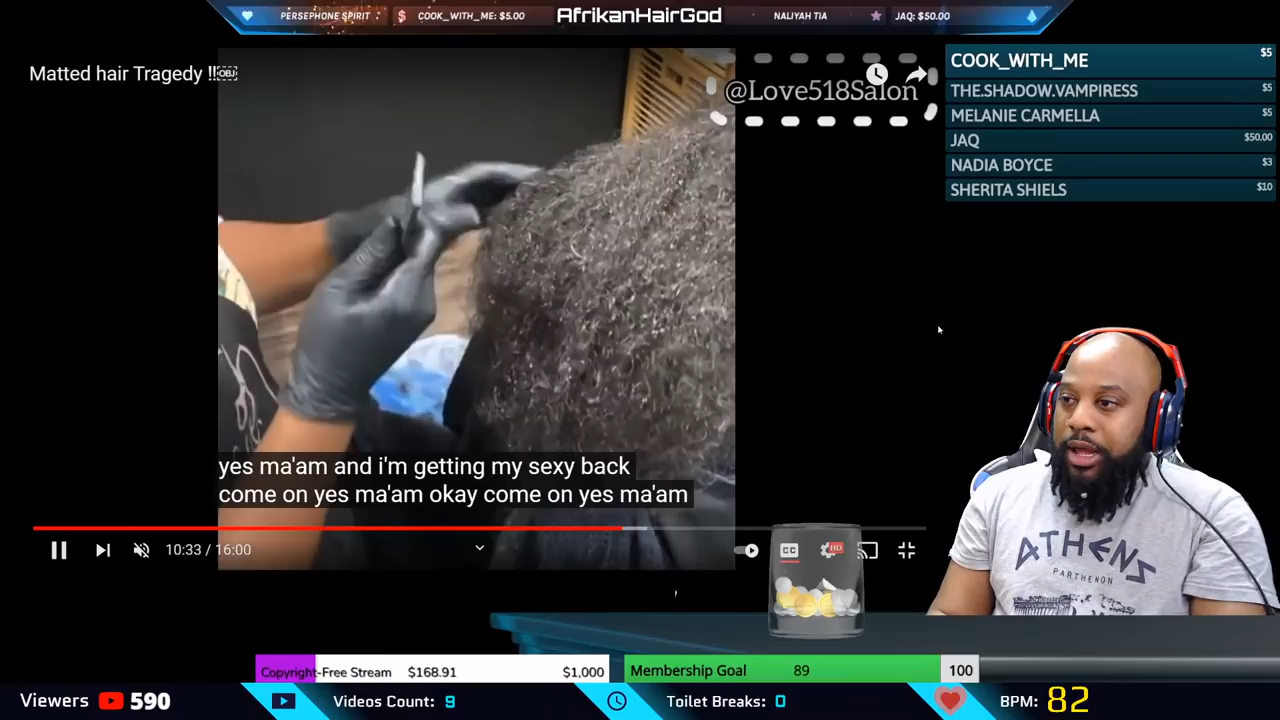 PERSEPHONE SPIRIT
COOK_WITH_ME: $5.00
AfrikanHairGod
NALIYAH TIA
JAQ: $50.00
Matted hair Tragedy !!
@Love518Salon
COOK_WITH_ME $5
THE.SHADOW.VAMPIRESS $5
MELANIE CARMELLA $5
JAQ $50.00
NADIA BOYCE $3
SHERITA SHIELS $10
yes ma'am and i'm getting my sexy back
come on yes ma'am okay come on yes ma'am
10:33 / 16:00
CC
HD
ATHENS
PARTHENON
Copyright-Free Stream $168.91 $1,000
Membership Goal 89 100
Viewers 590
Videos Count: 9
Toilet Breaks: 0
BPM: 82